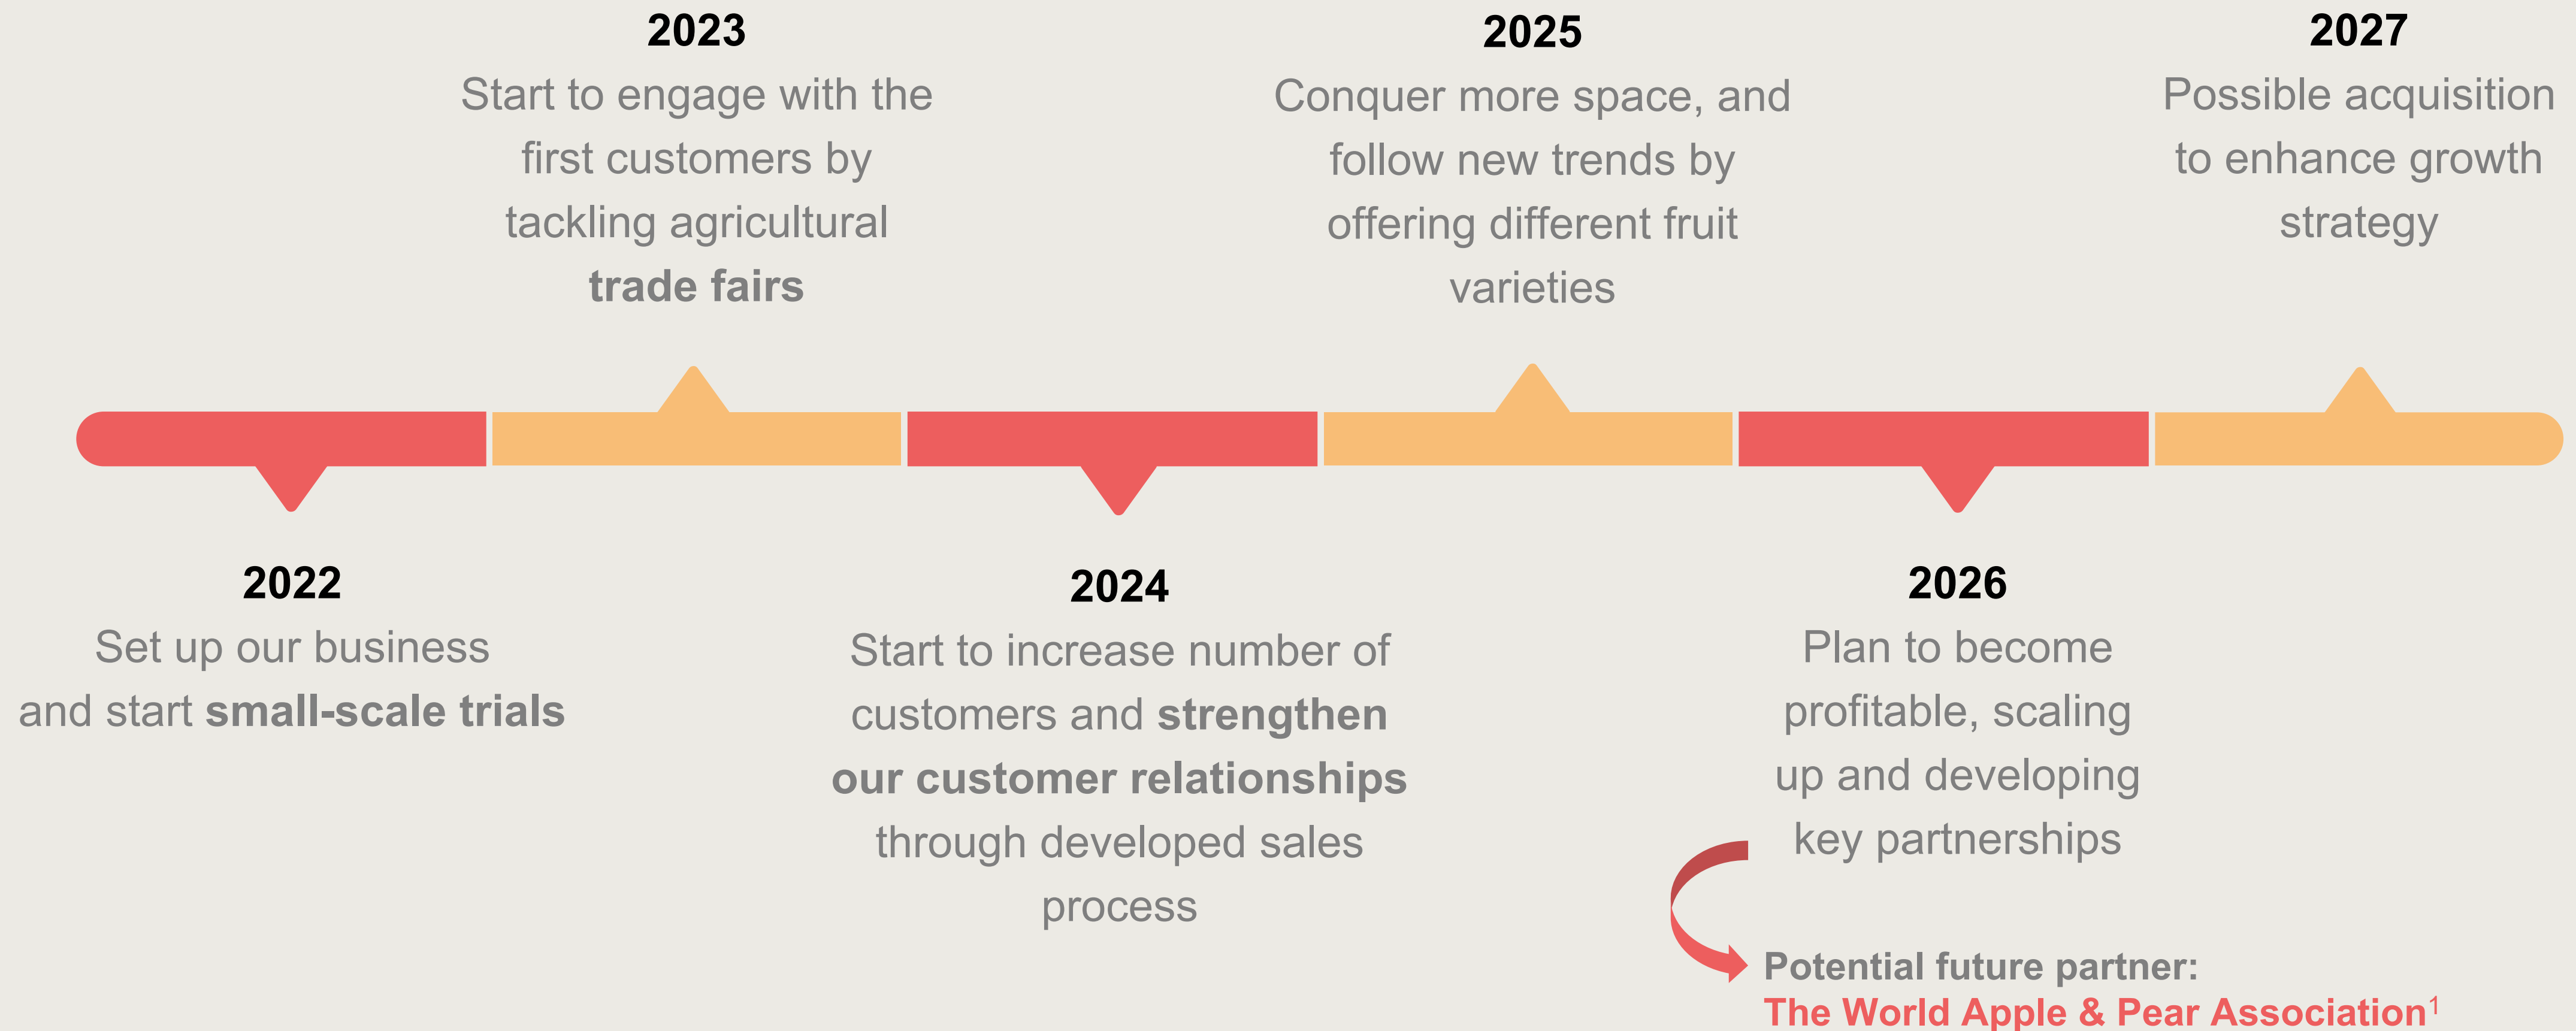 2023
Start to engage with the
first customers by
tackling agricultural
trade fairs
2025
Conquer more space, and
follow new trends by
offering different fruit
varieties
2027
Possible acquisition
to enhance growth
strategy
2022
Set up our business
and start small-scale trials
2024
Start to increase number of
customers and strengthen
our customer relationships
through developed sales
process
2026
Plan to become
profitable, scaling
up and developing
key partnerships
Potential future partner:
The World Apple & Pear Association¹